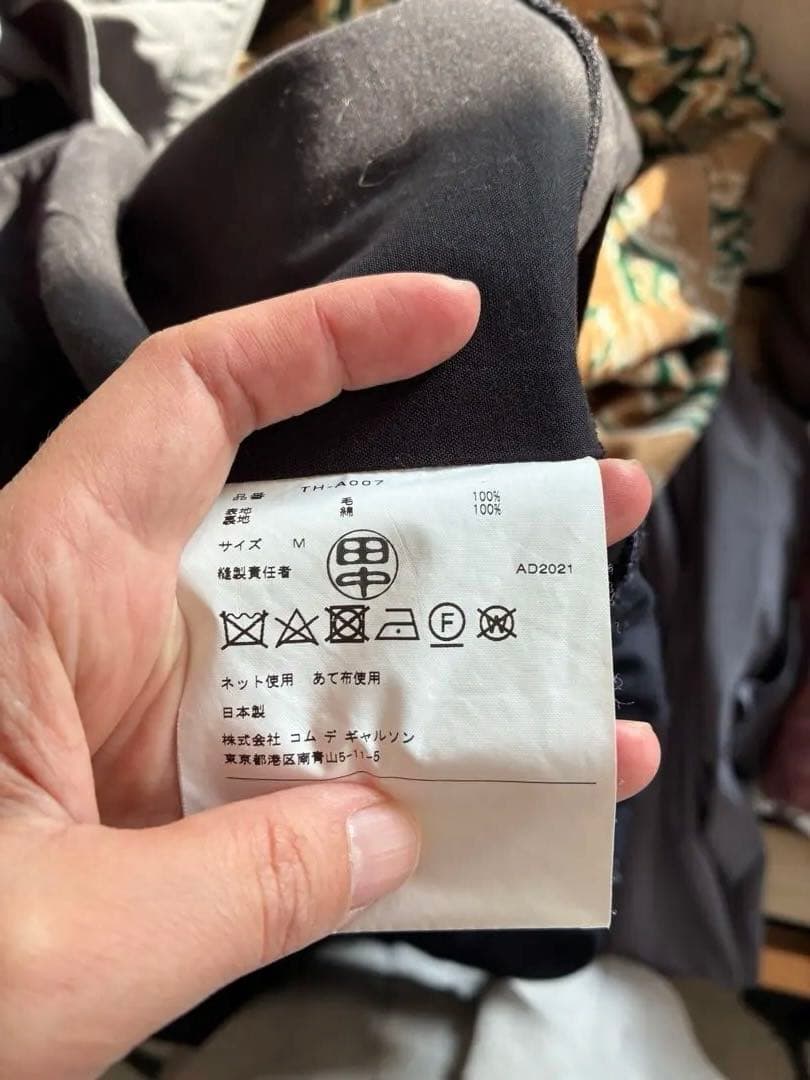 品番 TH-A007
表地 毛 100%
裏地 綿 100%
サイズ M
田中
縫製責任者 AD2021
F W
ネット使用 あて布使用
日本製
株式会社 コム デ ギャルソン
東京都港区南青山5-11-5